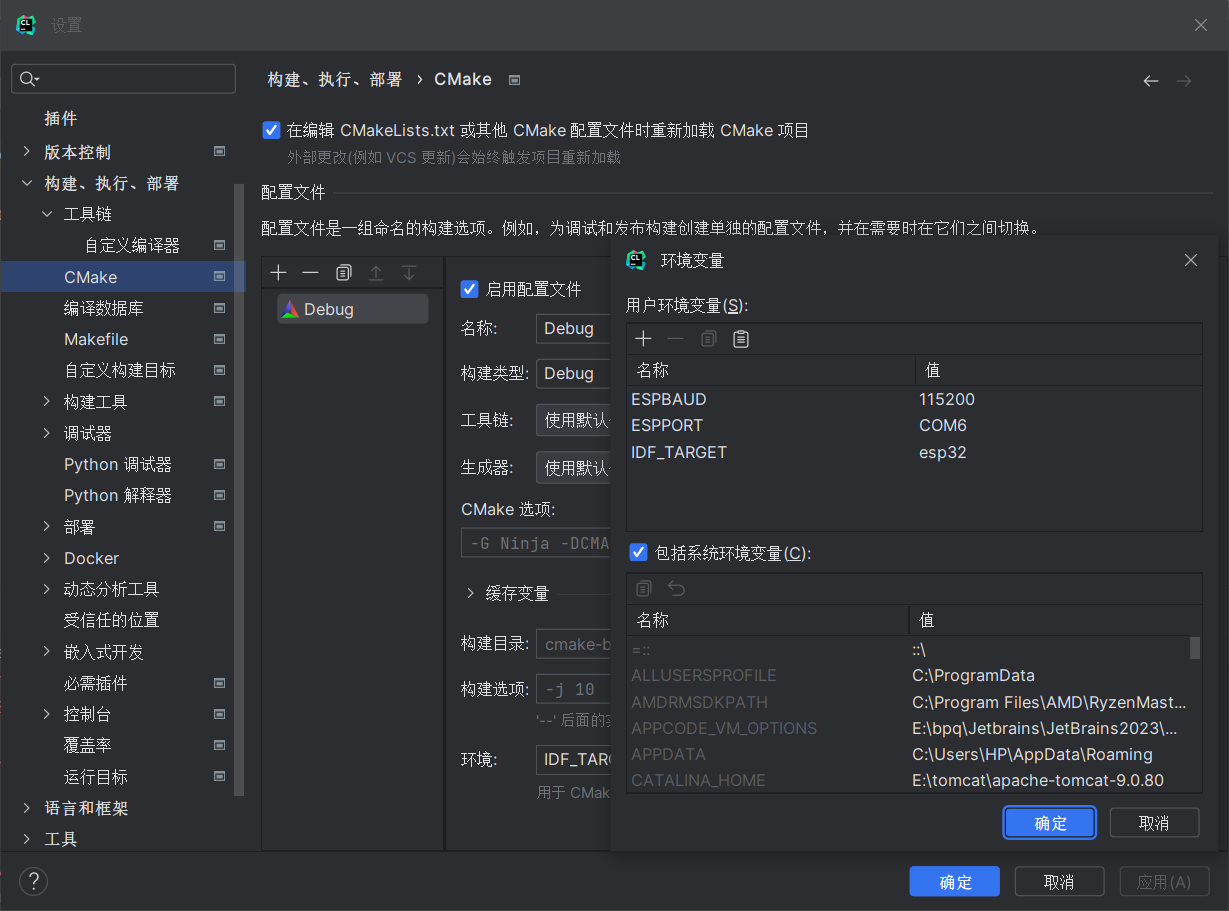 设置
构建、执行、部署 › CMake
在编辑 CMakeLists.txt 或其他 CMake 配置文件时重新加载 CMake 项目
外部更改(例如 VCS 更新)会始终触发项目重新加载
配置文件
配置文件是一组命名的构建选项。例如，为调试和发布构建创建单独的配置文件，并在需要时在它们之间切换。
插件
版本控制
构建、执行、部署
工具链
自定义编译器
CMake
编译数据库
Makefile
自定义构建目标
构建工具
调试器
Python 调试器
Python 解释器
部署
Docker
动态分析工具
受信任的位置
嵌入式开发
必需插件
控制台
覆盖率
运行目标
语言和框架
工具
?
Debug
启用配置文件
名称: Debug
构建类型: Debug
工具链: 使用默认
生成器: 使用默认
CMake 选项:
-G Ninja -DCMA
缓存变量
构建目录: cmake-b
构建选项: -j 10
'--' 后面的
环境: IDF_TAR
用于 CMak
CL
环境变量
用户环境变量(S):
名称 值
ESPBAUD 115200
ESPPORT COM6
IDF_TARGET esp32
包括系统环境变量(C):
名称 值
=:: ::\
ALLUSERSPROFILE C:\ProgramData
AMDRMSDKPATH C:\Program Files\AMD\RyzenMast...
APPCODE_VM_OPTIONS E:\bpq\Jetbrains\JetBrains2023\...
APPDATA C:\Users\HP\AppData\Roaming
CATALINA_HOME E:\tomcat\apache-tomcat-9.0.80
确定 取消
确定 取消 应用(A)